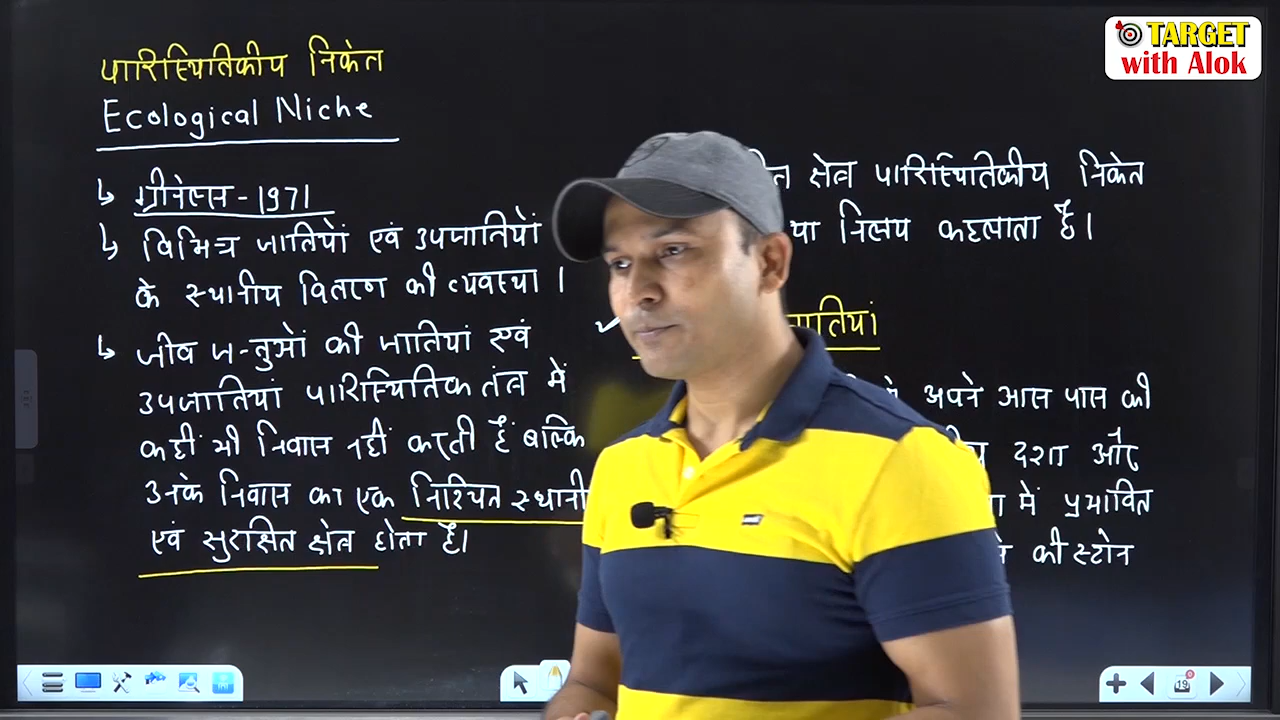 TARGET
with Alok
पारिस्थितिकीय निकेत
Ecological Niche
↳ ग्रीनेल्स - 1971
↳ विभिन्न जातियों एवं उपजातियों
के स्थानीय वितरण की व्यवस्था ।
↳ जीव जन्तुओं की जातियां एवं
उपजातियां पारिस्थितिक तंत्र में
कहीं भी निवास नहीं करती हैं बल्कि
उनके निवास का एक निश्चित स्थानी
एवं सुरक्षित क्षेत्र होता है।
क्षेत्र पारिस्थितिकीय निकेत
या निलय कहलाता है।
अपने आस पास की
दशा और
में प्रभावित
की स्टोन
19